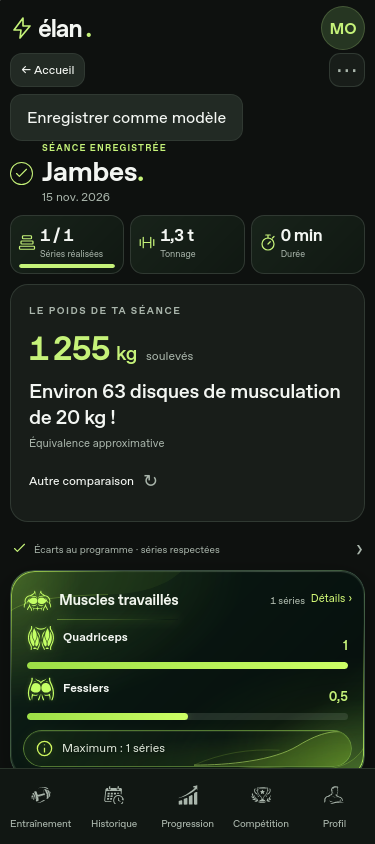 élan.
MO
← Accueil
···
Enregistrer comme modèle
SÉANCE ENREGISTRÉE
Jambes.
15 nov. 2026
1 / 1
Séries réalisées
1,3 t
Tonnage
0 min
Durée
LE POIDS DE TA SÉANCE
1 255 kg soulevés
Environ 63 disques de musculation
de 20 kg !
Équivalence approximative
Autre comparaison ↻
Écarts au programme · séries respectées ›
Muscles travaillés
1 séries
Détails ›
Quadriceps
1
Fessiers
0,5
Maximum : 1 séries
Entraînement
Historique
Progression
Compétition
Profil